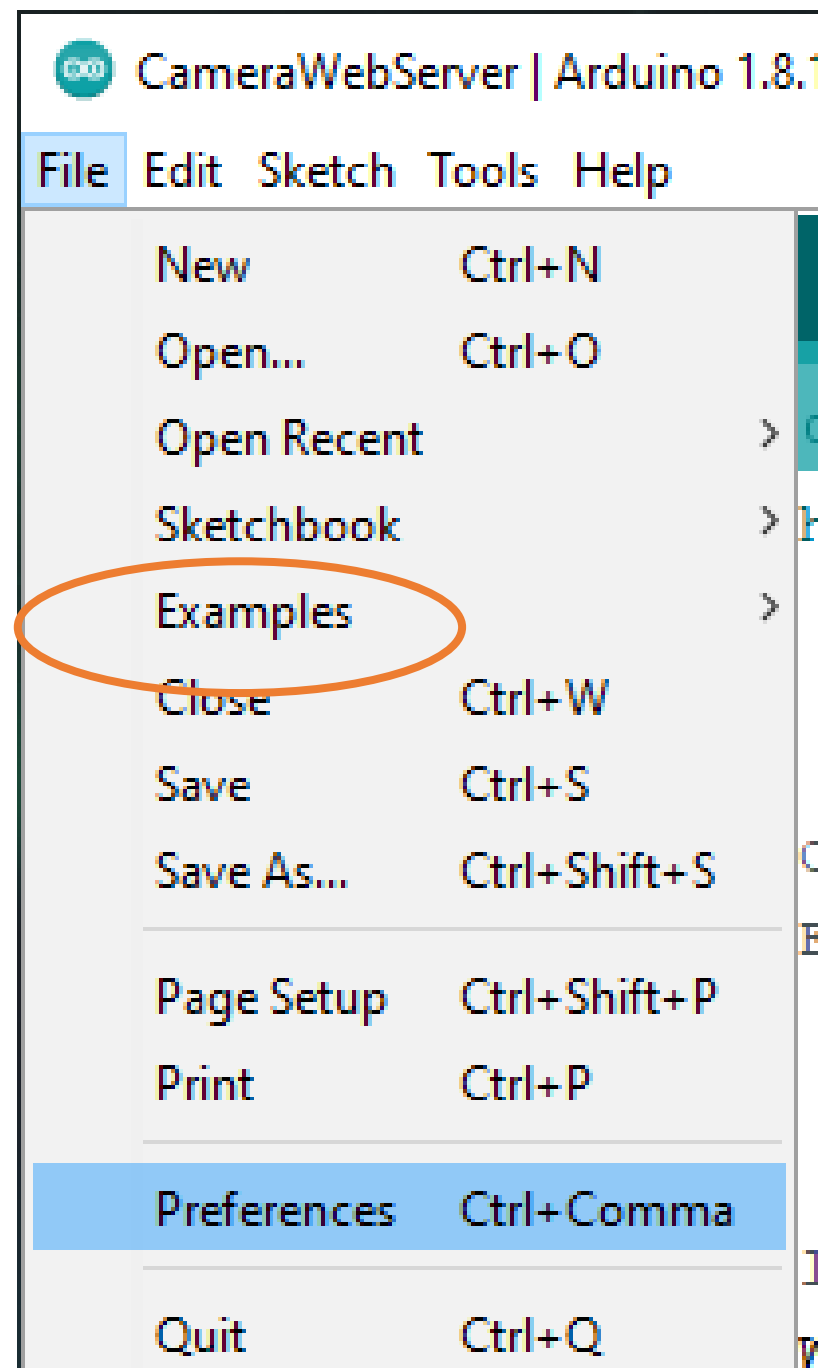 CameraWebServer | Arduino 1.8.1
File Edit Sketch Tools Help
New Ctrl+N
Open... Ctrl+O
Open Recent >
Sketchbook >
Examples >
Close Ctrl+W
Save Ctrl+S
Save As... Ctrl+Shift+S
Page Setup Ctrl+Shift+P
Print Ctrl+P
Preferences Ctrl+Comma
Quit Ctrl+Q